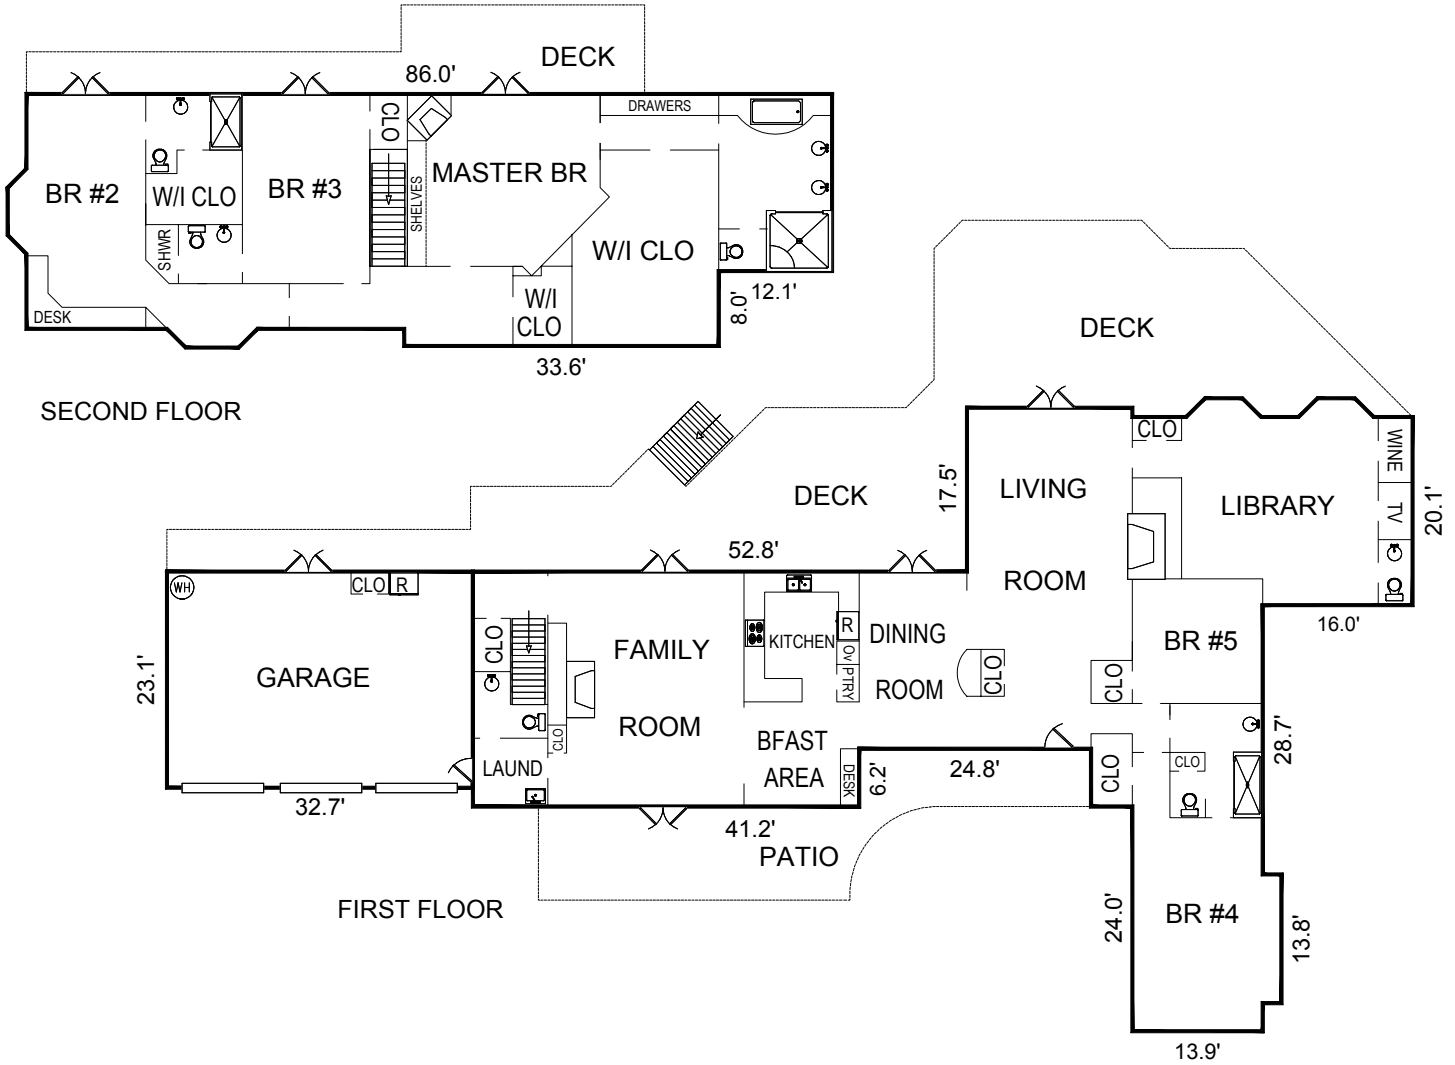 DECK
86.0'
DRAWERS
CLO
BR #2
W/I CLO
BR #3
SHELVES
MASTER BR
W/I CLO
SHWR
DESK
W/I
CLO
12.1'
8.0'
33.6'
SECOND FLOOR
DECK
DECK
CLO
WINE
LIVING
ROOM
17.5'
LIBRARY
TV
20.1'
52.8'
WH
CLO
R
GARAGE
23.1'
32.7'
CLO
CLO
LAUND
FAMILY
ROOM
KITCHEN
R
Ov
PTRY
DINING
ROOM
CLO
BFAST
AREA
DESK
6.2'
24.8'
41.2'
PATIO
BR #5
16.0'
CLO
CLO
CLO
28.7'
FIRST FLOOR
24.0'
BR #4
13.8'
13.9'